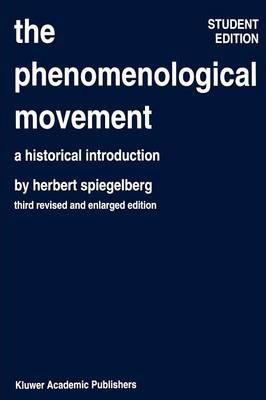 the
phenomenological
movement
STUDENT
EDITION
a historical introduction
by herbert spiegelberg
third revised and enlarged edition
Kluwer Academic Publishers